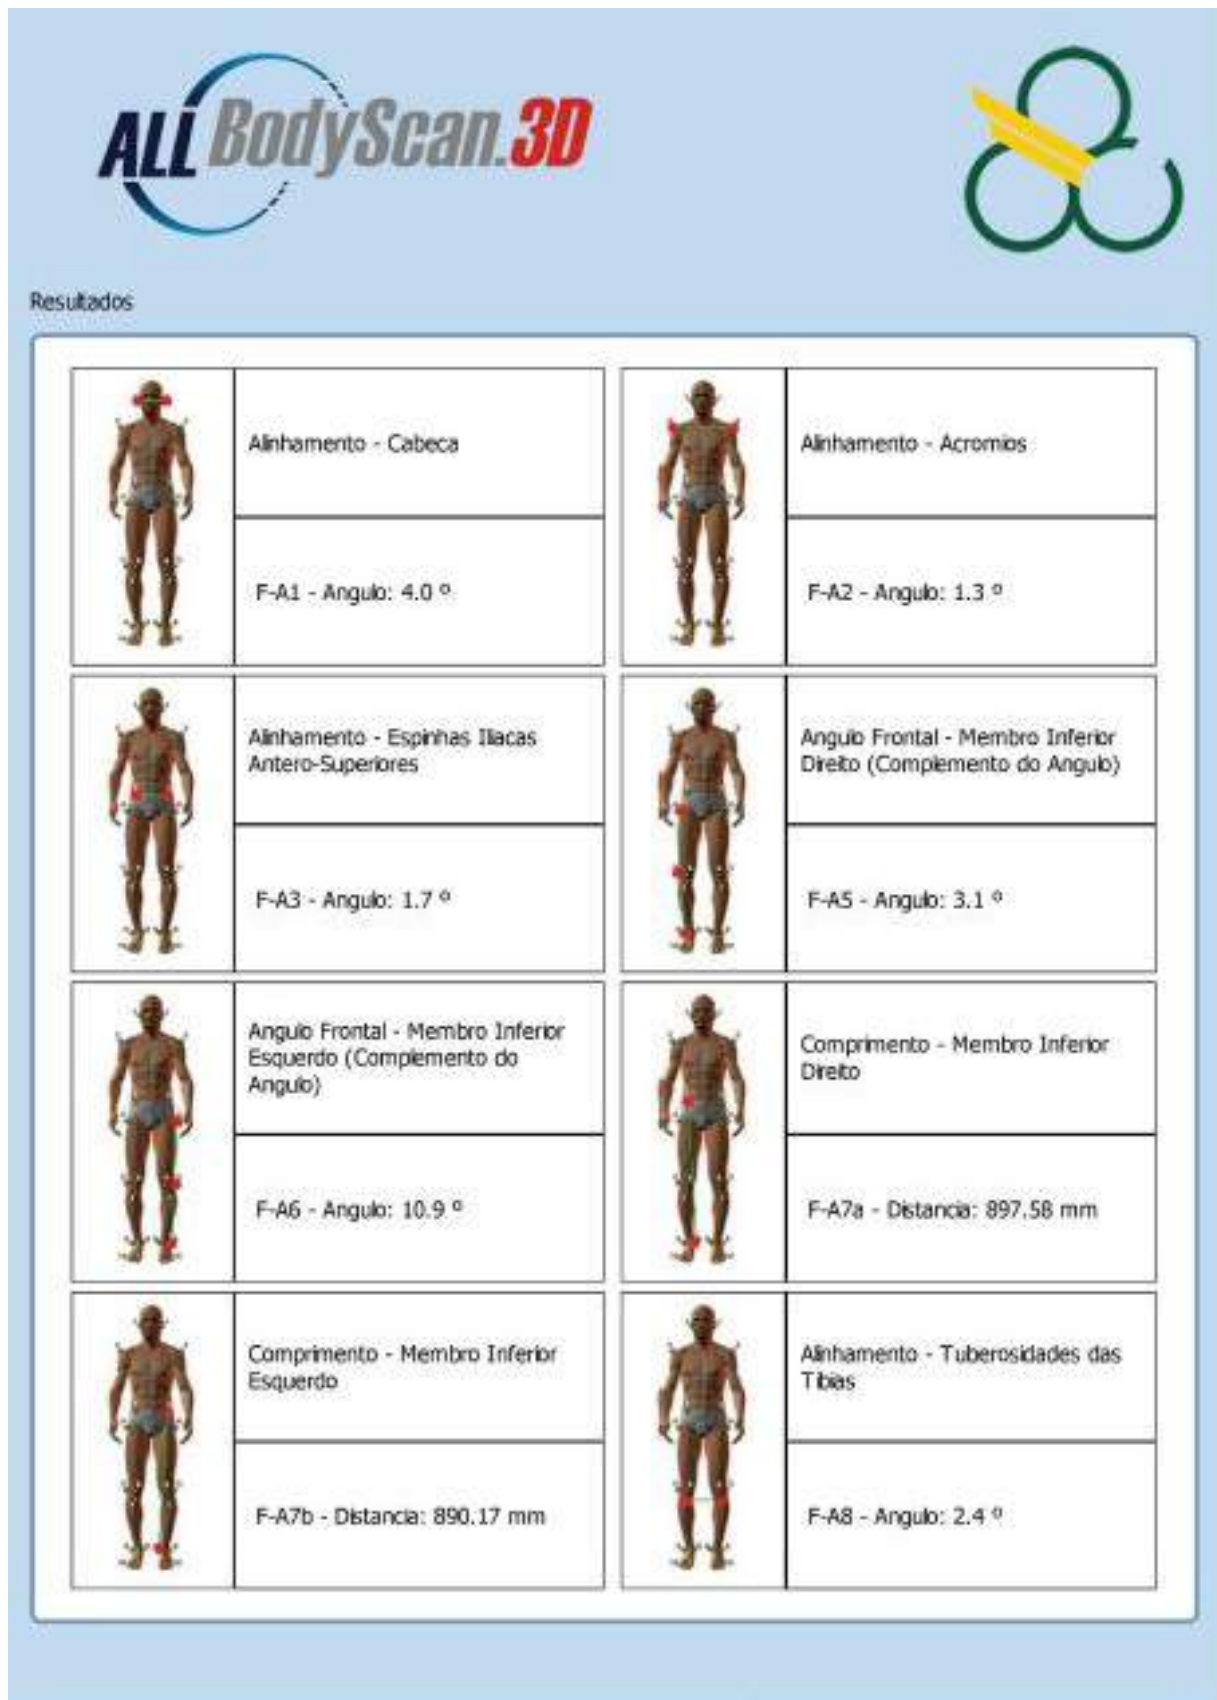 ALL BodyScan.3D
Resultados
Alinhamento - Cabeca
F-A1 - Angulo: 4.0 º
Alinhamento - Acromios
F-A2 - Angulo: 1.3 º
Alinhamento - Espinhas Iliacas
Antero-Superiores
F-A3 - Angulo: 1.7 º
Angulo Frontal - Membro Inferior
Direito (Complemento do Angulo)
F-A5 - Angulo: 3.1 º
Angulo Frontal - Membro Inferior
Esquerdo (Complemento do
Angulo)
F-A6 - Angulo: 10.9 º
Comprimento - Membro Inferior
Direito
F-A7a - Distancia: 897.58 mm
Comprimento - Membro Inferior
Esquerdo
F-A7b - Distancia: 890.17 mm
Alinhamento - Tuberosidades das
Tibias
F-A8 - Angulo: 2.4 º